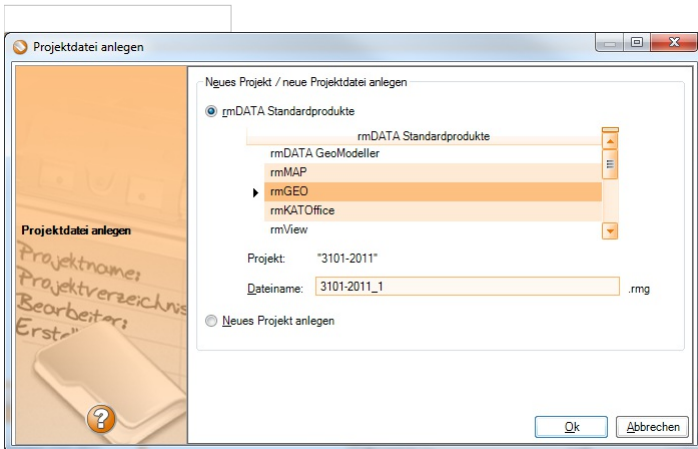 Projektdatei anlegen
Neues Projekt / neue Projektdatei anlegen
rmDATA Standardprodukte
rmDATA Standardprodukte
rmDATA GeoModeller
rmMAP
rmGEO
rmKATOffice
rmView
Projekt: "3101-2011"
Dateiname: 3101-2011_1 .rmg
Neues Projekt anlegen
Projektdatei anlegen
Projektname:
Projektverzeichnis
Bearbeiter:
Ok Abbrechen